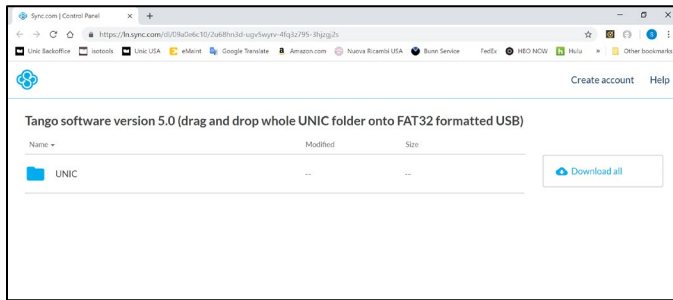 Sync.com | Control Panel
https://ln.sync.com/dl/09a0e6c10/2u68hn3d-ugv5wyrv-4fq3z795-3hjzgj2s
Unic Backoffice isotools Unic USA eMaint Google Translate Amazon.com Nuova Ricambi USA Bunn Service FedEx HBO NOW Hulu » Other bookmarks
Create account Help
Tango software version 5.0 (drag and drop whole UNIC folder onto FAT32 formatted USB)
Name Modified Size
UNIC -- --
Download all